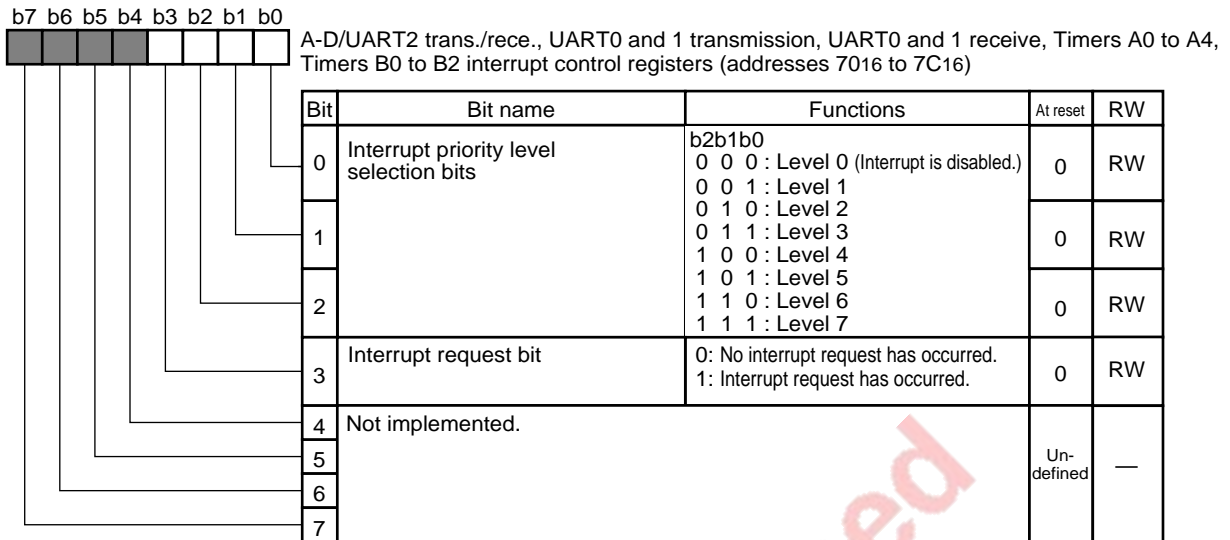 b7 b6 b5 b4 b3 b2 b1 b0
A-D/UART2 trans./rece., UART0 and 1 transmission, UART0 and 1 receive, Timers A0 to A4,
Timers B0 to B2 interrupt control registers (addresses 7016 to 7C16)
Bit Bit name Functions At reset RW
0 Interrupt priority level selection bits b2b1b0 0 RW
0 0 0 : Level 0 (Interrupt is disabled.)
0 0 1 : Level 1
0 1 0 : Level 2
1 0 1 1 : Level 3 0 RW
1 0 0 : Level 4
1 0 1 : Level 5
2 1 1 0 : Level 6 0 RW
1 1 1 : Level 7
3 Interrupt request bit 0: No interrupt request has occurred. 0 RW
1: Interrupt request has occurred.
4 Not implemented. Un-defined —
5
6
7